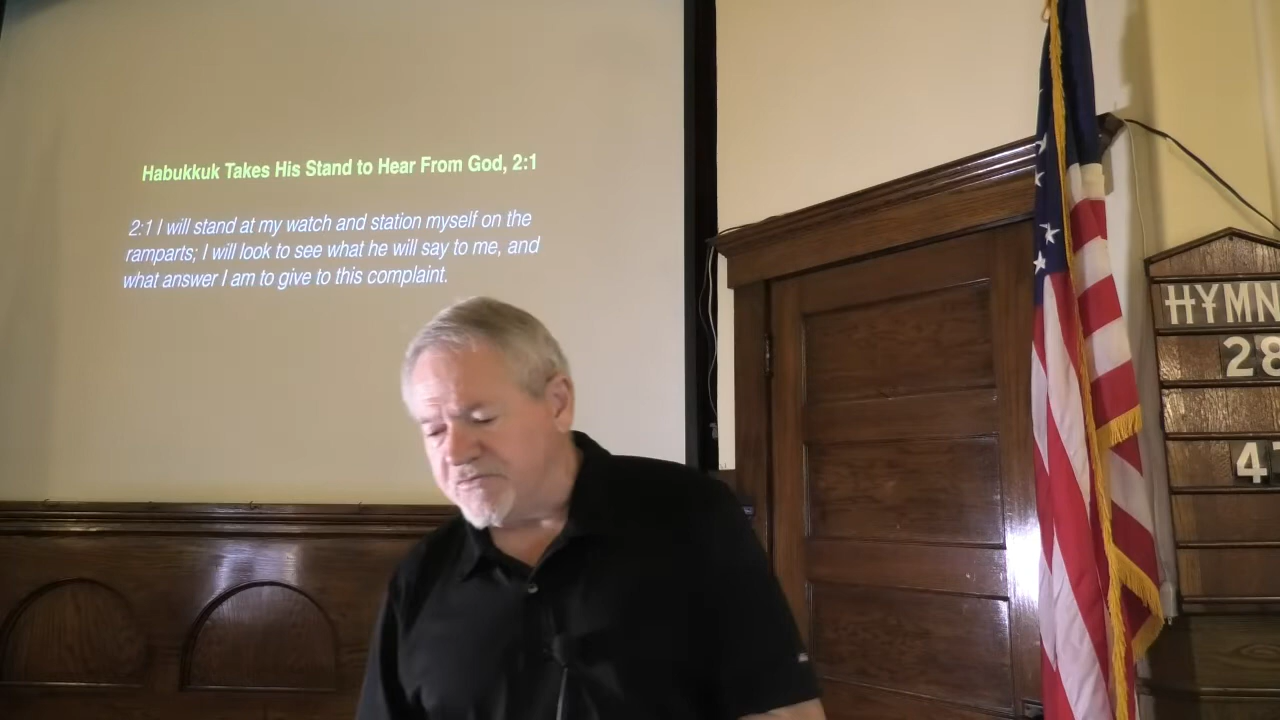 Habukkuk Takes His Stand to Hear From God, 2:1
2:1 I will stand at my watch and station myself on the
ramparts; I will look to see what he will say to me, and
what answer I am to give to this complaint.
HYMN
28
4